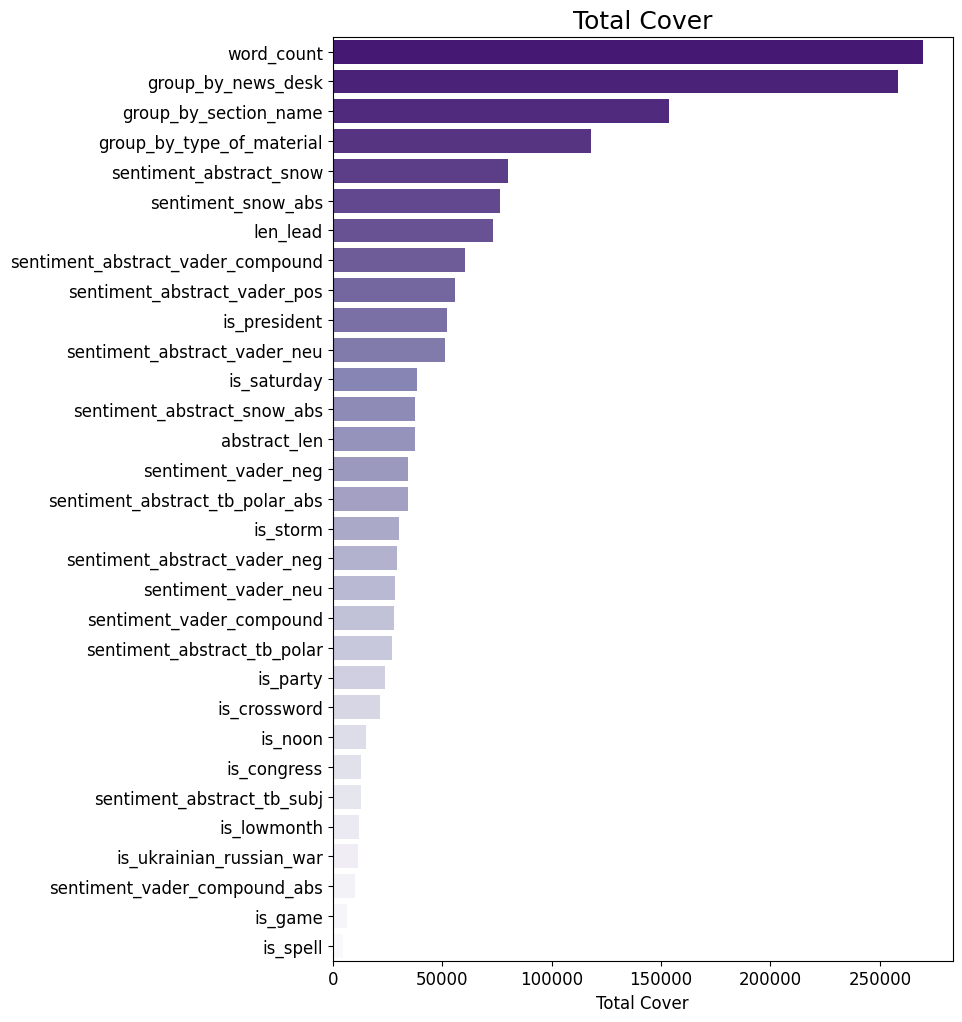 Total Cover
word_count
group_by_news_desk
group_by_section_name
group_by_type_of_material
sentiment_abstract_snow
sentiment_snow_abs
len_lead
sentiment_abstract_vader_compound
sentiment_abstract_vader_pos
is_president
sentiment_abstract_vader_neu
is_saturday
sentiment_abstract_snow_abs
abstract_len
sentiment_vader_neg
sentiment_abstract_tb_polar_abs
is_storm
sentiment_abstract_vader_neg
sentiment_vader_neu
sentiment_vader_compound
sentiment_abstract_tb_polar
is_party
is_crossword
is_noon
is_congress
sentiment_abstract_tb_subj
is_lowmonth
is_ukrainian_russian_war
sentiment_vader_compound_abs
is_game
is_spell
0 50000 100000 150000 200000 250000
Total Cover